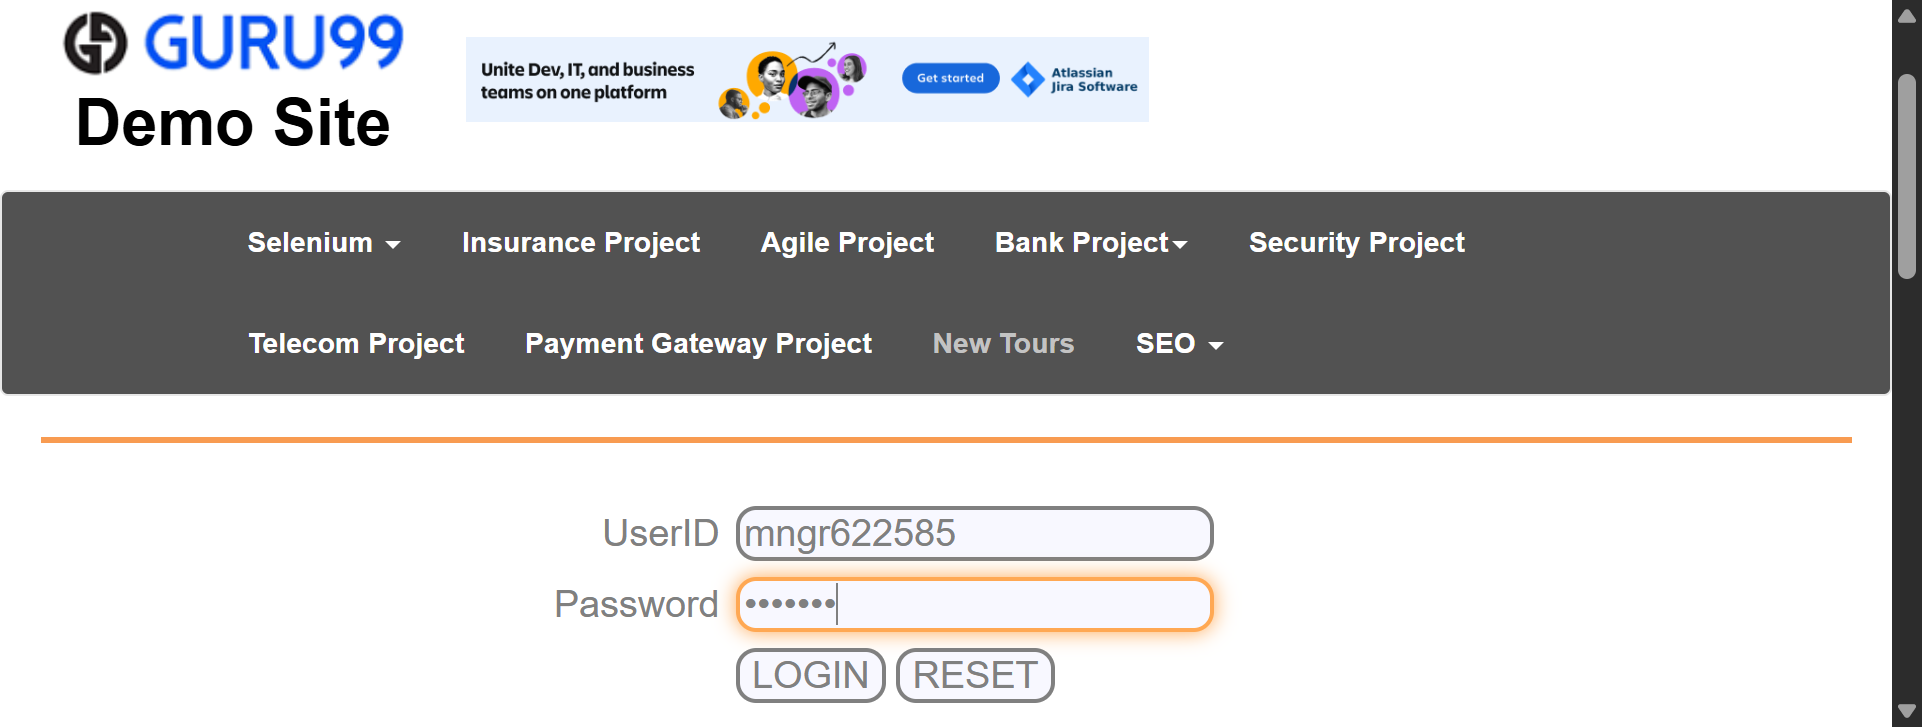 GURU99
Demo Site
Unite Dev, IT, and business
teams on one platform
Get started
Atlassian
Jira Software
Selenium
Insurance Project
Agile Project
Bank Project
Security Project
Telecom Project
Payment Gateway Project
New Tours
SEO
UserID mngr622585
Password •••••••
LOGIN RESET